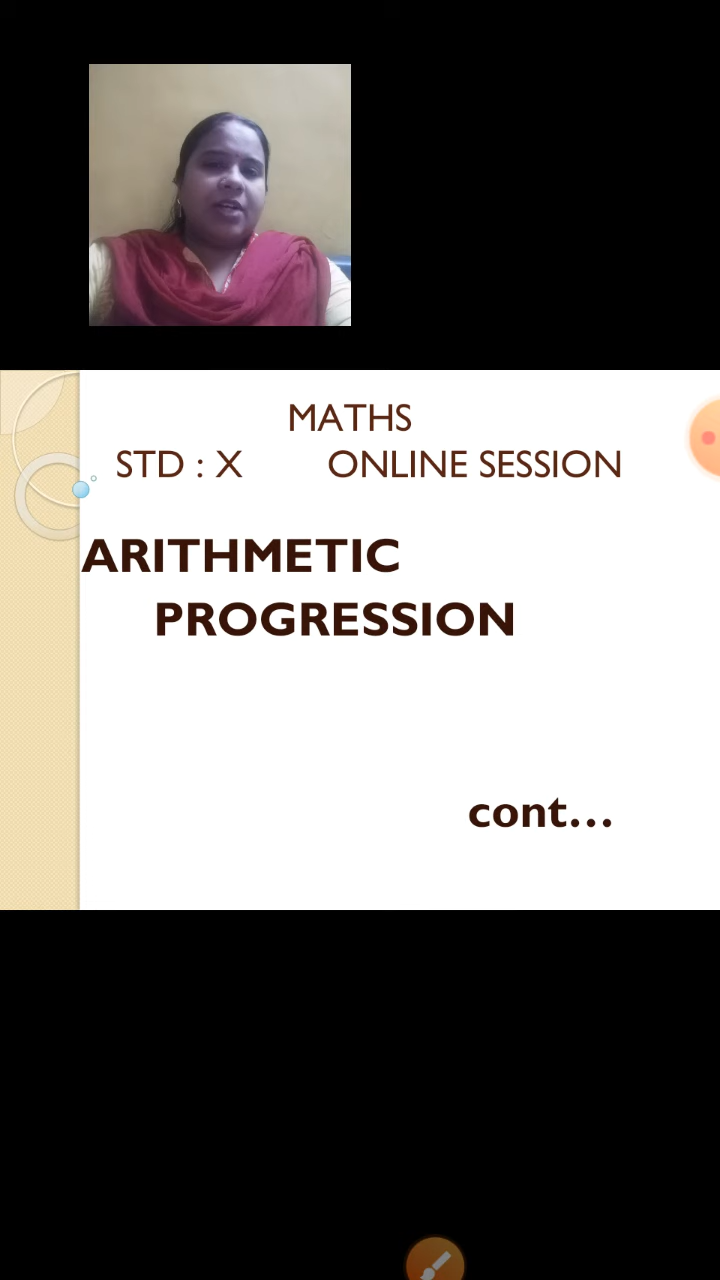 MATHS
STD : X ONLINE SESSION
ARITHMETIC
PROGRESSION
cont...